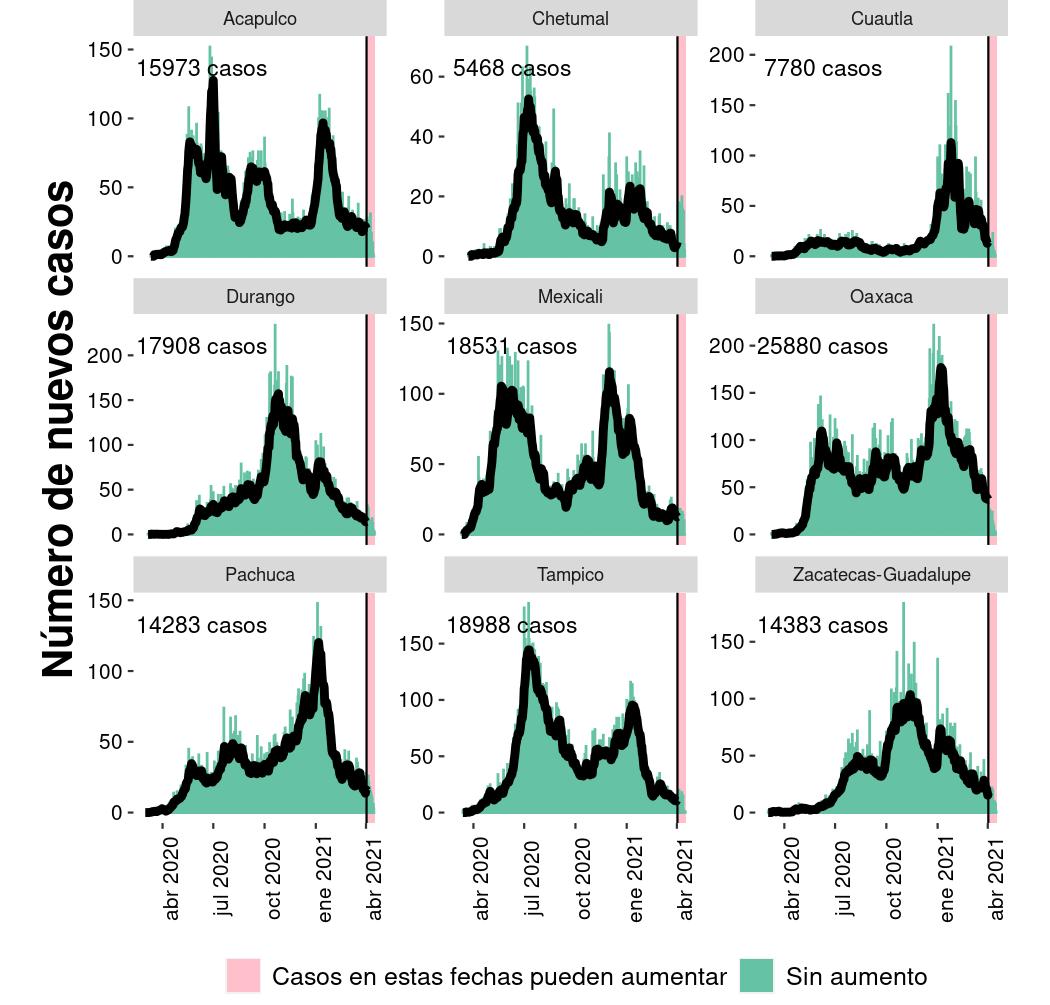 Número de nuevos casos
Acapulco
Chetumal
Cuautla
150
100
50
0
15973 casos
60
40
20
0
5468 casos
200
150
100
50
0
7780 casos
Durango
Mexicali
Oaxaca
200
150
100
50
0
17908 casos
150
100
50
0
18531 casos
200
150
100
50
0
25880 casos
Pachuca
Tampico
Zacatecas-Guadalupe
150
100
50
0
14283 casos
150
100
50
0
18988 casos
150
100
50
0
14383 casos
abr 2020
jul 2020
oct 2020
ene 2021
abr 2021
abr 2020
jul 2020
oct 2020
ene 2021
abr 2021
abr 2020
jul 2020
oct 2020
ene 2021
abr 2021
Casos en estas fechas pueden aumentar
Sin aumento